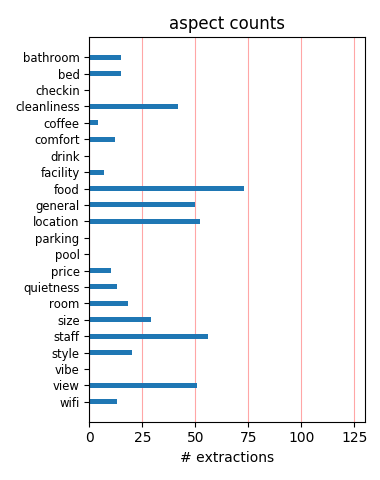 aspect counts
bathroom
bed
checkin
cleanliness
coffee
comfort
drink
facility
food
general
location
parking
pool
price
quietness
room
size
staff
style
vibe
view
wifi
0 25 50 75 100 125
# extractions